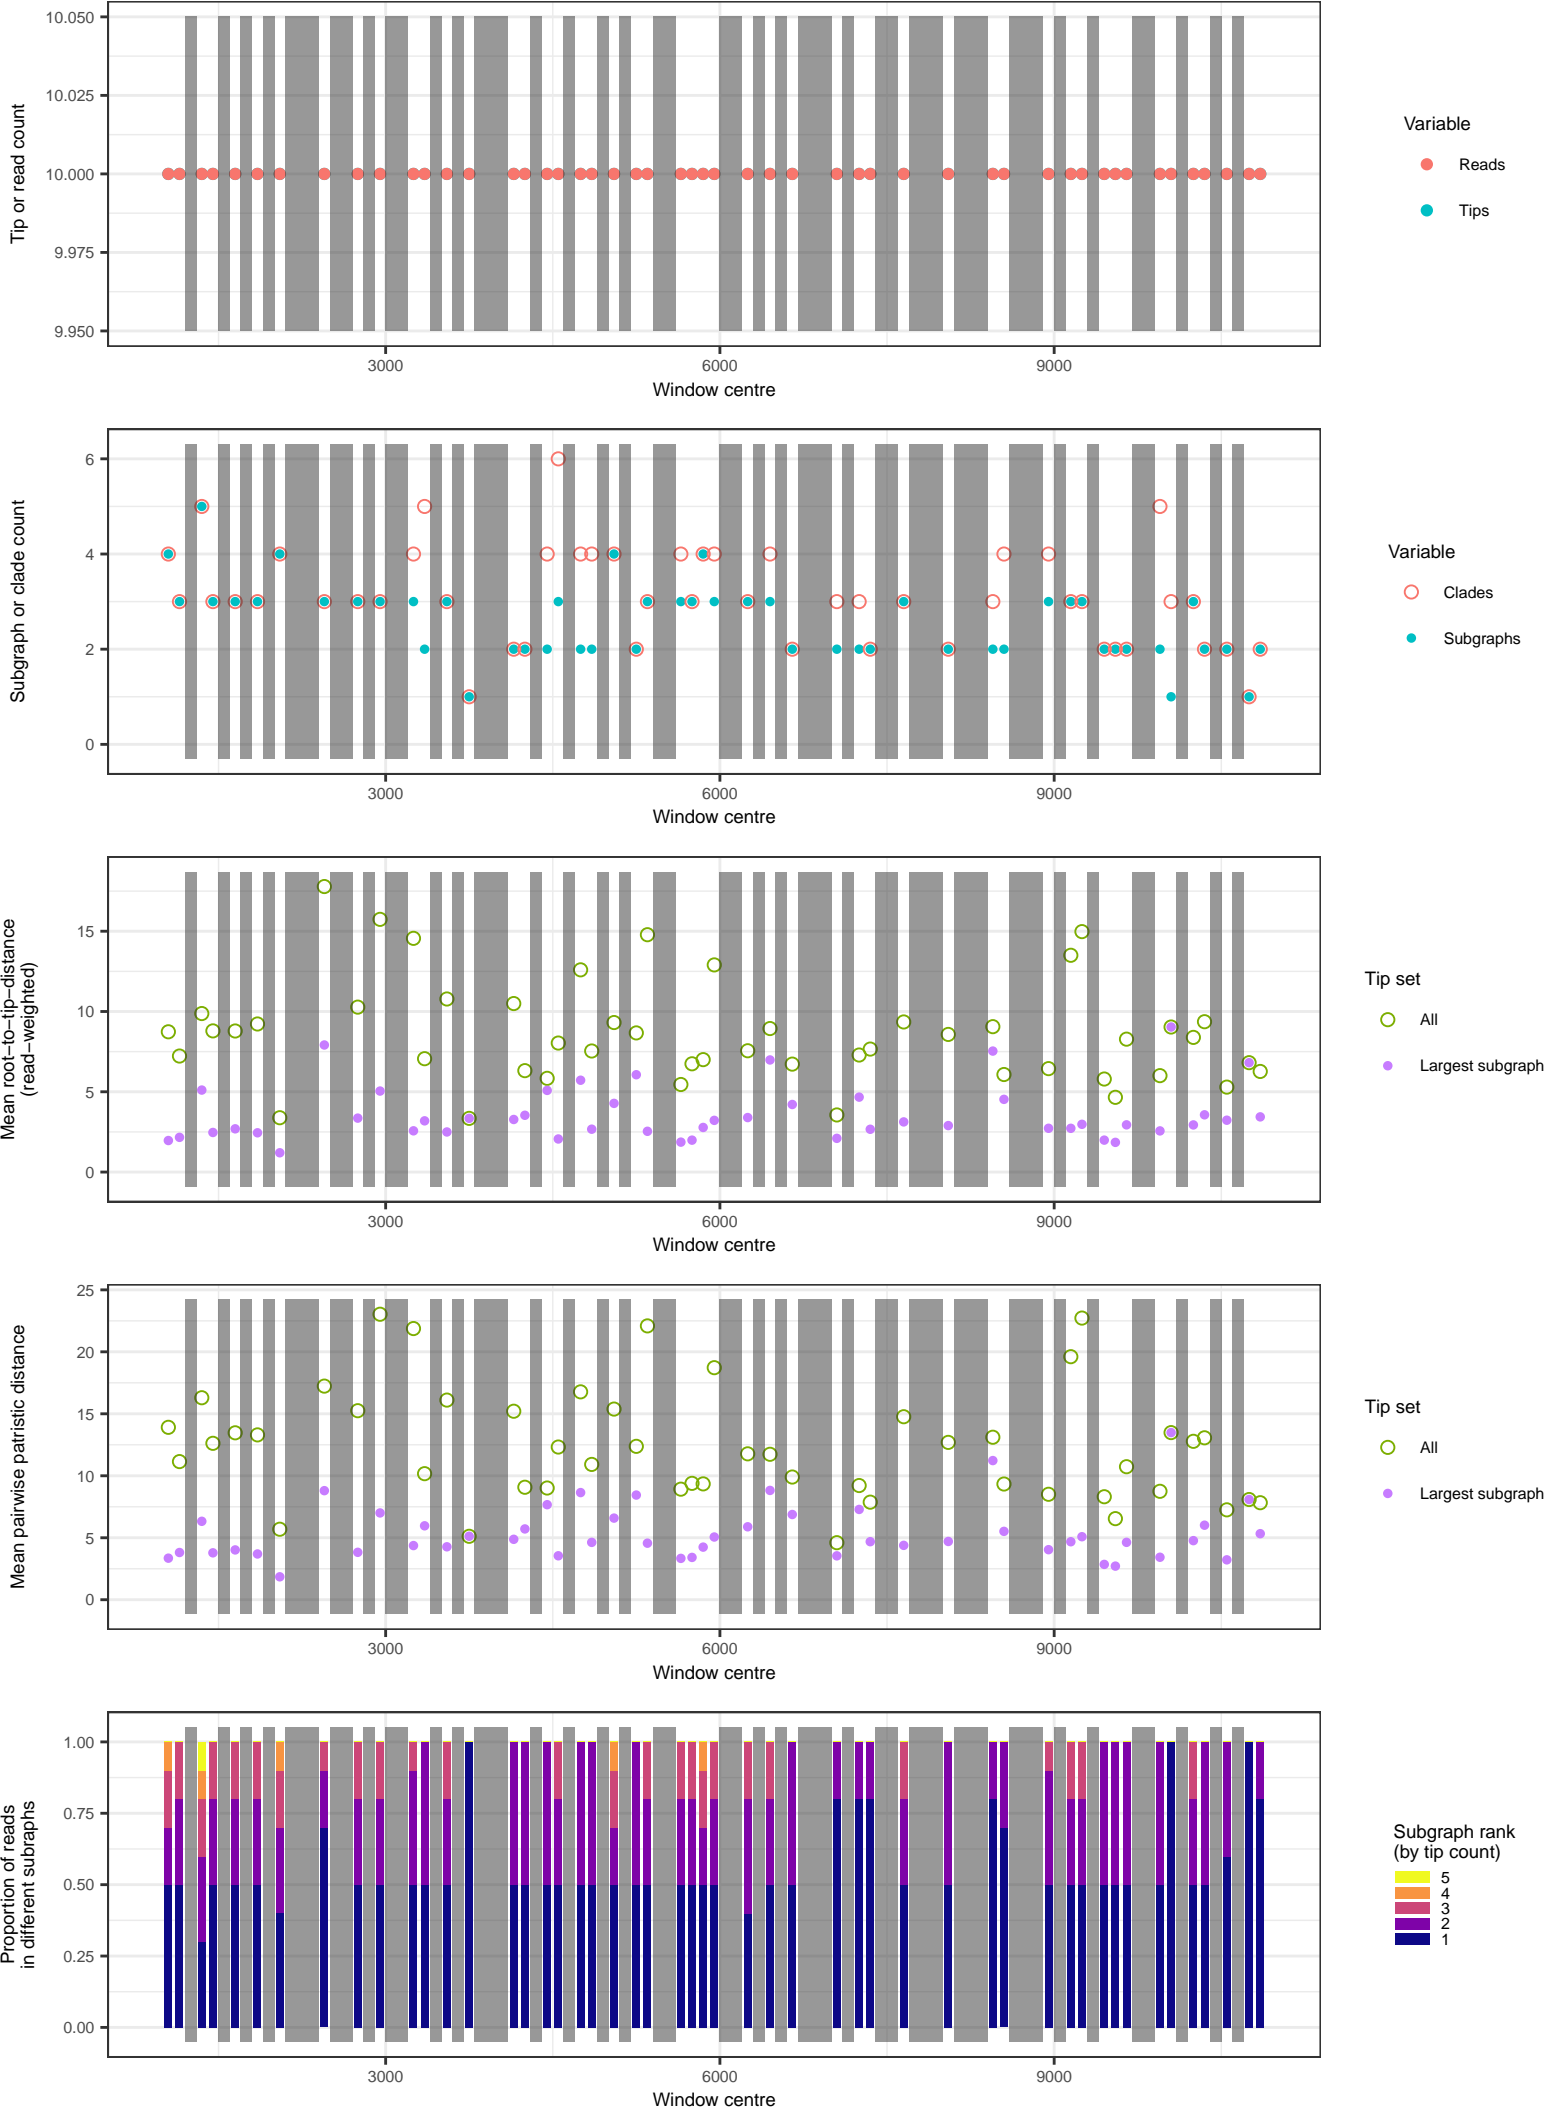 10.050
10.025
10.000
9.975
9.950
Tip or read count
3000
6000
9000
Window centre
Variable
Reads
Tips
6
4
2
0
Subgraph or clade count
3000
6000
9000
Window centre
Variable
Clades
Subgraphs
15
10
5
0
Mean root−to−tip−distance
(read−weighted)
3000
6000
9000
Window centre
Tip set
All
Largest subgraph
25
20
15
10
5
0
Mean pairwise patristic distance
3000
6000
9000
Window centre
Tip set
All
Largest subgraph
1.00
0.75
0.50
0.25
0.00
Proportion of reads
in different subraphs
3000
6000
9000
Window centre
Subgraph rank
(by tip count)
5
4
3
2
1